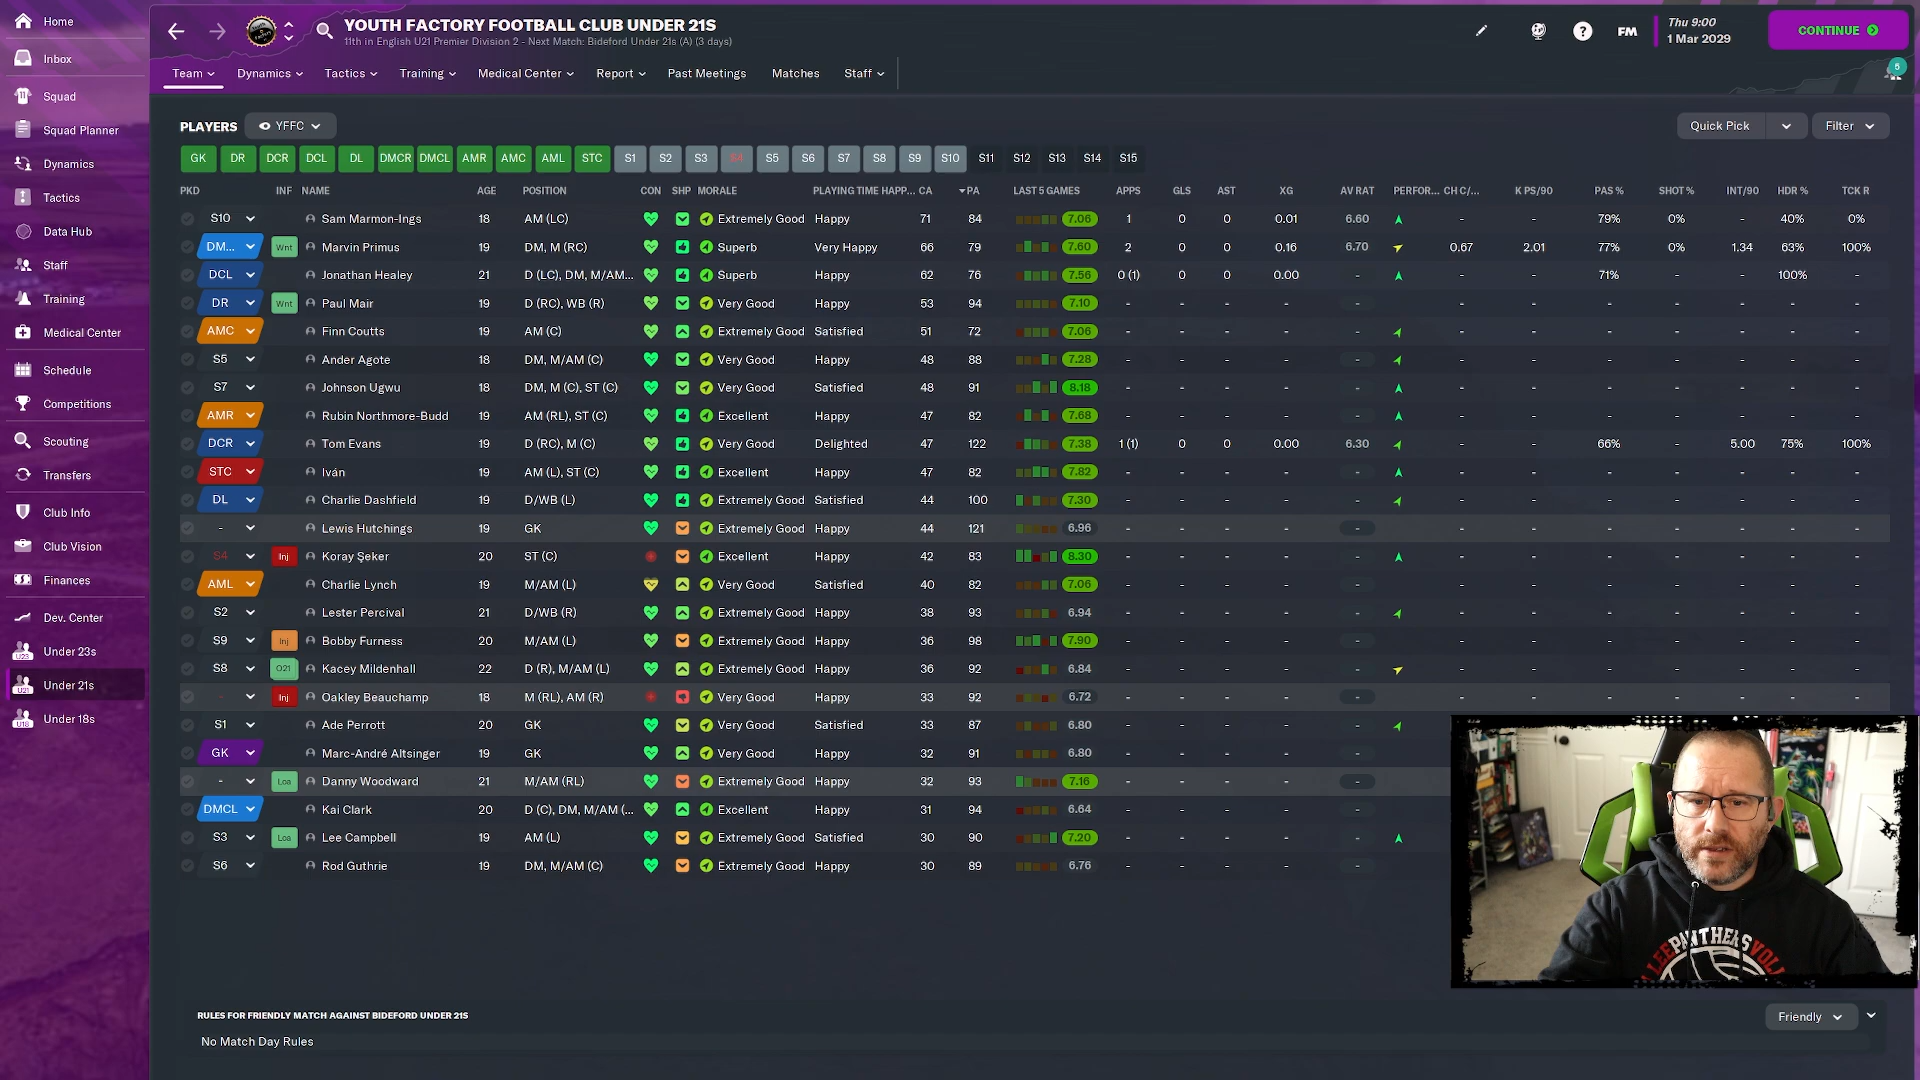 Home
YOUTH FACTORY FOOTBALL CLUB UNDER 21S
11th in English U21 Premier Division 2 - Next Match: Bideford Under 21s (A) (3 days)
FM
Thu 9:00
1 Mar 2029
CONTINUE
5
Inbox
Squad
Squad Planner
Dynamics
Tactics
Data Hub
Staff
Training
Medical Center
Schedule
Competitions
Scouting
Transfers
Club Info
Club Vision
Finances
Dev. Center
U23 Under 23s
U21 Under 21s
U18 Under 18s
Team Dynamics Tactics Training Medical Center Report Past Meetings Matches Staff
PLAYERS YFFC Quick Pick Filter
GK DR DCR DCL DL DMCR DMCL AMR AMC AML STC S1 S2 S3 S4 S5 S6 S7 S8 S9 S10 S11 S12 S13 S14 S15
PKD INF NAME AGE POSITION CON SHP MORALE PLAYING TIME HAPP... CA PA LAST 5 GAMES APPS GLS AST XG AV RAT PERFOR... CH C/... K PS/90 PAS % SHOT % INT/90 HDR % TCK R
S10 Sam Marmon-Ings 18 AM (LC) Extremely Good Happy 71 84 7.06 1 0 0 0.01 6.60 - - 79% 0% - 40% 0%
DM... Wnt Marvin Primus 19 DM, M (RC) Superb Very Happy 66 79 7.60 2 0 0 0.16 6.70 0.67 2.01 77% 0% 1.34 63% 100%
DCL Jonathan Healey 21 D (LC), DM, M/AM... Superb Happy 62 76 7.56 0 (1) 0 0 0.00 - - - 71% - - 100% -
DR Wnt Paul Mair 19 D (RC), WB (R) Very Good Happy 53 94 7.10 - - - - - - - - - - - -
AMC Finn Coutts 19 AM (C) Extremely Good Satisfied 51 72 7.06 - - - - - - - - - - - -
S5 Ander Agote 18 DM, M/AM (C) Very Good Happy 48 88 7.28 - - - - - - - - - - - -
S7 Johnson Ugwu 18 DM, M (C), ST (C) Very Good Satisfied 48 91 8.18 - - - - - - - - - - - -
AMR Rubin Northmore-Budd 19 AM (RL), ST (C) Excellent Happy 47 82 7.68 - - - - - - - - - - - -
DCR Tom Evans 19 D (RC), M (C) Very Good Delighted 47 122 7.38 1 (1) 0 0 0.00 6.30 - - 66% - 5.00 75% 100%
STC Iván 19 AM (L), ST (C) Excellent Happy 47 82 7.82 - - - - - - - - - - - -
DL Charlie Dashfield 19 D/WB (L) Extremely Good Satisfied 44 100 7.30 - - - - - - - - - - - -
- Lewis Hutchings 19 GK Extremely Good Happy 44 121 6.96 - - - - - - - - - - - -
S4 Inj Koray Şeker 20 ST (C) Excellent Happy 42 83 8.30 - - - - - - - - - - - -
AML Charlie Lynch 19 M/AM (L) Very Good Satisfied 40 82 7.06 - - - - - - - - - - - -
S2 Lester Percival 21 D/WB (R) Extremely Good Happy 38 93 6.94 - - - - - - - - - - - -
S9 Inj Bobby Furness 20 M/AM (L) Extremely Good Happy 36 98 7.90 - - - - - - - - - - - -
S8 O21 Kacey Mildenhall 22 D (R), M/AM (L) Extremely Good Happy 36 92 6.84 - - - - - - - - - - - -
- Inj Oakley Beauchamp 18 M (RL), AM (R) Very Good Happy 33 92 6.72 - - - - - - - - - - - -
S1 Ade Perrott 20 GK Very Good Satisfied 33 87 6.80 - - - - -
GK Marc-André Altsinger 19 GK Very Good Happy 32 91 6.80 - - - - -
- Loa Danny Woodward 21 M/AM (RL) Extremely Good Happy 32 93 7.16 - - - - -
DMCL Kai Clark 20 D (C), DM, M/AM (... Excellent Happy 31 94 6.64 - - - - -
S3 Loa Lee Campbell 19 AM (L) Extremely Good Satisfied 30 90 7.20 - - - - -
S6 Rod Guthrie 19 DM, M/AM (C) Extremely Good Happy 30 89 6.76 - - - - -
PANTHERS
RULES FOR FRIENDLY MATCH AGAINST BIDEFORD UNDER 21S
Friendly
No Match Day Rules